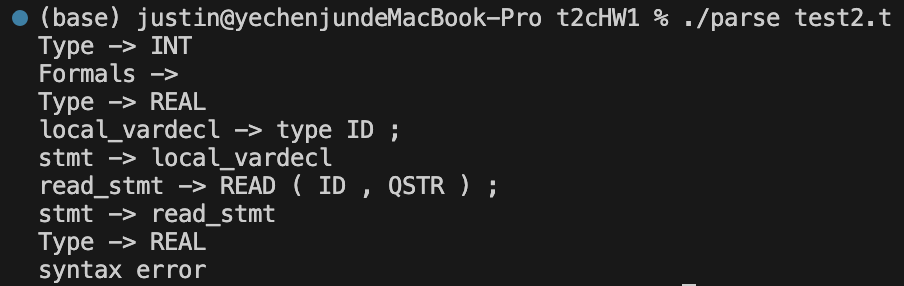 (base) justin@yechenjundeMacBook-Pro t2cHW1 % ./parse test2.t
Type -> INT
Formals ->
Type -> REAL
local_vardecl -> type ID ;
stmt -> local_vardecl
read_stmt -> READ ( ID , QSTR ) ;
stmt -> read_stmt
Type -> REAL
syntax error